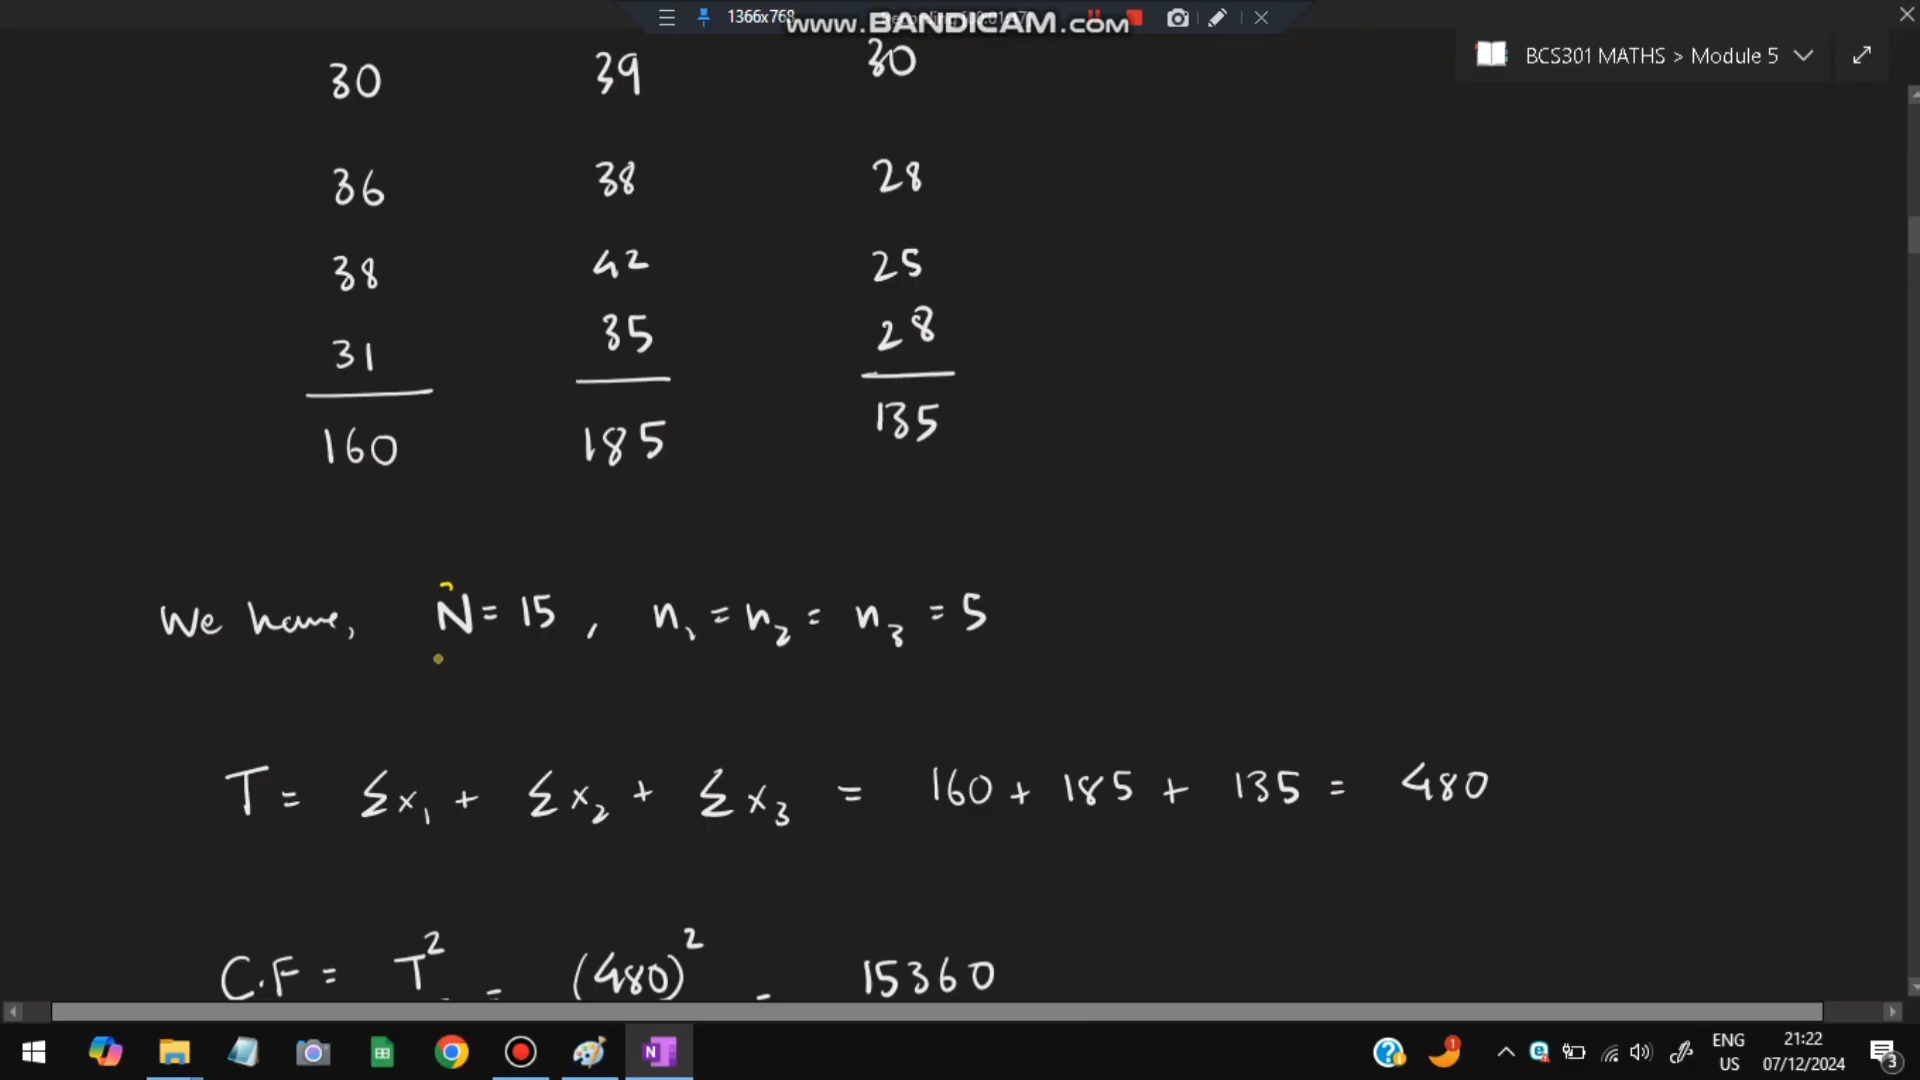 1366x768
www.BANDICAM.com
BCS301 MATHS > Module 5
30 39 30
36 38 28
38 42 25
31 35 28
160 185 135
We have, N = 15 , n₁ = n₂ = n₃ = 5
T = Σx₁ + Σx₂ + Σx₃ = 160 + 185 + 135 = 480
C.F = T² = (480)² = 15360
ENG
US
21:22
07/12/2024
1
3